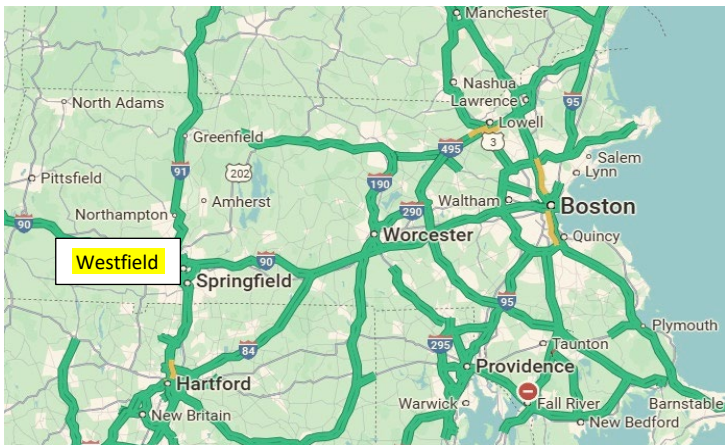 Manchester
Nashua
Lawrence
95
North Adams
Lowell
Greenfield
3
495
91
202
Salem
Pittsfield
190
Lynn
Amherst
Waltham
Boston
Northampton
290
90
Worcester
Quincy
Westfield
90
Springfield
95
Plymouth
84
295
Taunton
Providence
Hartford
Warwick
Fall River
Barnstable
New Britain
New Bedford